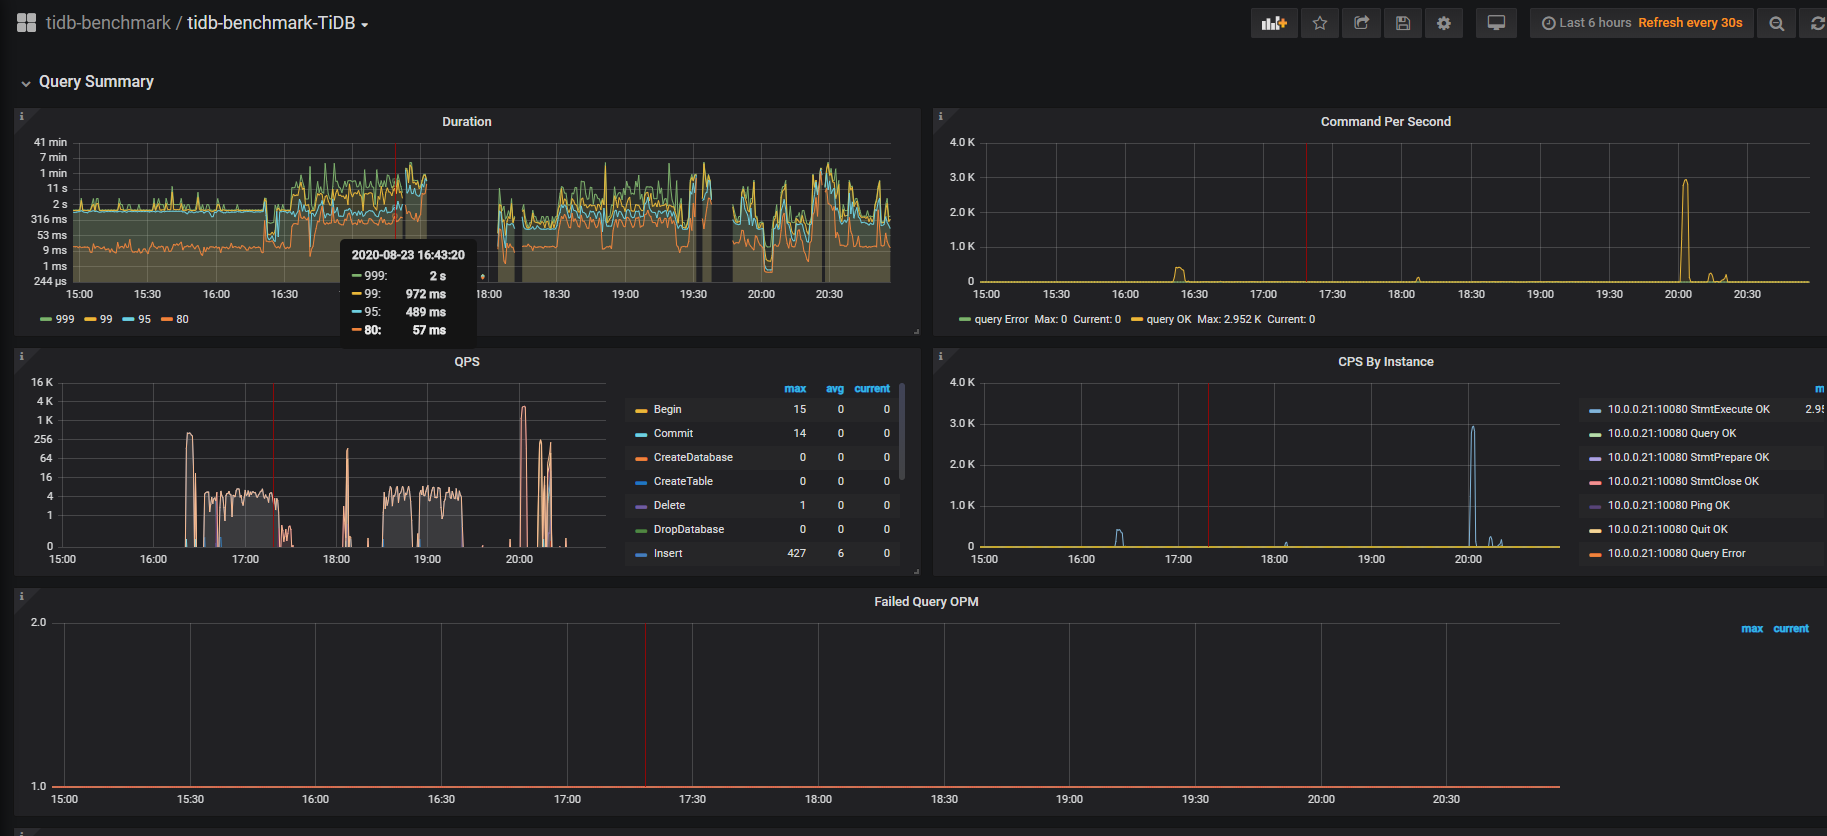 tidb-benchmark / tidb-benchmark-TiDB
Last 6 hours Refresh every 30s
Query Summary
Duration
41 min
7 min
1 min
11 s
2 s
316 ms
53 ms
9 ms
1 ms
244 µs
15:00 15:30 16:00 16:30 18:00 18:30 19:00 19:30 20:00 20:30
999 99 95 80
2020-08-23 16:43:20
999: 2 s
99: 972 ms
95: 489 ms
80: 57 ms
Command Per Second
4.0 K
3.0 K
2.0 K
1.0 K
0
15:00 15:30 16:00 16:30 17:00 17:30 18:00 18:30 19:00 19:30 20:00 20:30
query Error Max: 0 Current: 0 query OK Max: 2.952 K Current: 0
QPS
16 K
4 K
1 K
256
64
16
4
1
0
15:00 16:00 17:00 18:00 19:00 20:00
max avg current
Begin 15 0 0
Commit 14 0 0
CreateDatabase 0 0 0
CreateTable 0 0 0
Delete 1 0 0
DropDatabase 0 0 0
Insert 427 6 0
CPS By Instance
4.0 K
3.0 K
2.0 K
1.0 K
0
15:00 16:00 17:00 18:00 19:00 20:00
m
10.0.0.21:10080 StmtExecute OK 2.95
10.0.0.21:10080 Query OK
10.0.0.21:10080 StmtPrepare OK
10.0.0.21:10080 StmtClose OK
10.0.0.21:10080 Ping OK
10.0.0.21:10080 Quit OK
10.0.0.21:10080 Query Error
Failed Query OPM
2.0
1.0
15:00 15:30 16:00 16:30 17:00 17:30 18:00 18:30 19:00 19:30 20:00 20:30
max current